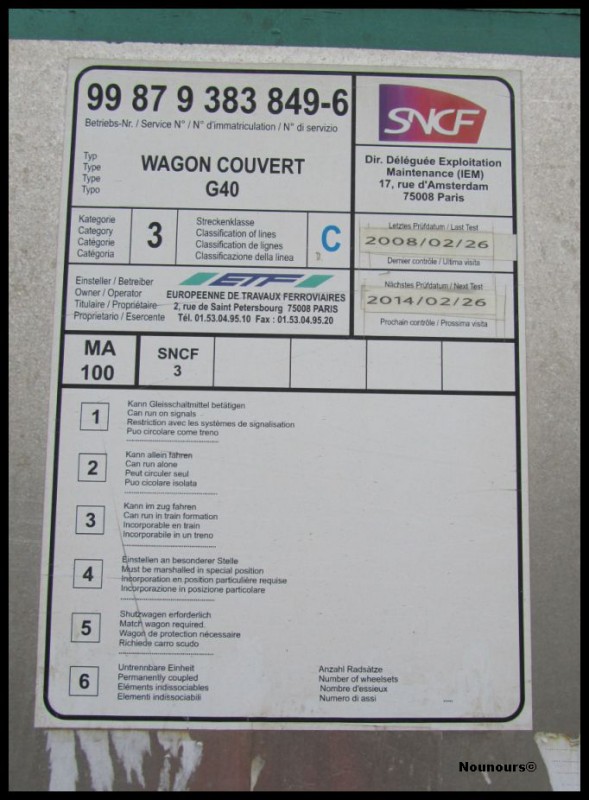 99 87 9 383 849-6
Betriebs-Nr. / Service N° / N° d'immatriculation / N° di servizio
SNCF
Typ
Type
Type
Typo
WAGON COUVERT
G40
Dir. Déléguée Exploitation
Maintenance (IEM)
17, rue d'Amsterdam
75008 Paris
Kategorie
Category
Catégorie
Catégoria
3
Streckenklasse
Classification of lines
Classification de lignes
Classificazione della linea
C
Letztes Prüfdatum / Last Test
2008/02/26
Dernier contrôle / Ultima visita
Einsteller / Betreiber
Owner / Operator
Titulaire / Propriétaire
Proprietario / Esercente
ETF
EUROPEENNE DE TRAVAUX FERROVIAIRES
2, rue de Saint Petersbourg 75008 PARIS
Tél. 01.53.04.95.10 Fax : 01.53.04.95.20
Nächstes Prüfdatum / Next Test
2014/02/26
Prochain contrôle / Prossima visita
MA
100
SNCF
3
1
Kann Gleisschaltmittel betätigen
Can run on signals
Restriction avec les systèmes de signalisation
Puo circolare come treno
2
Kann allein fahren
Can run alone
Peut circuler seul
Puo cicolare isolata
3
Kann im zug fahren
Can run in train formation
Incorporable en train
Incorporabile in un treno
4
Einstellen an besonderer Stelle
Must be marshalled in special position
Incorporation en position particulière requise
Incorporazione in posizione particolare
5
Shutzwagen erforderlich
Match wagon required.
Wagon de protection nécessaire
Richiede carro scudo
6
Untrennbare Einheit
Permanently coupled
Eléments indissociables
Elementi indissociabili
Anzahl Radsätze
Number of wheelsets
Nombre d'essieux
Numero di assi
Nounours©